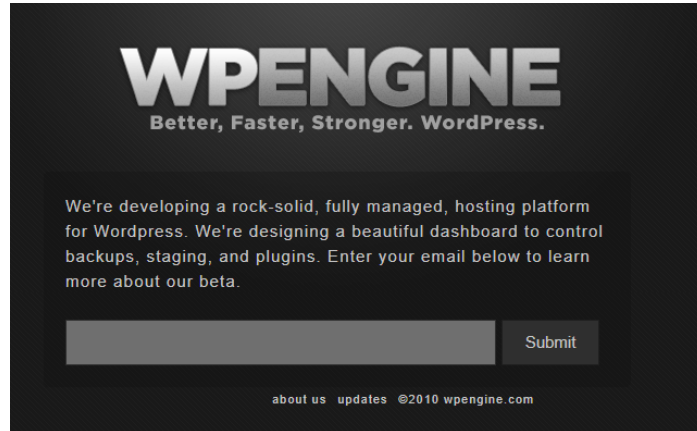 WPENGINE
Better, Faster, Stronger. WordPress.
We're developing a rock-solid, fully managed, hosting platform
for Wordpress. We're designing a beautiful dashboard to control
backups, staging, and plugins. Enter your email below to learn
more about our beta.
Submit
about us updates ©2010 wpengine.com